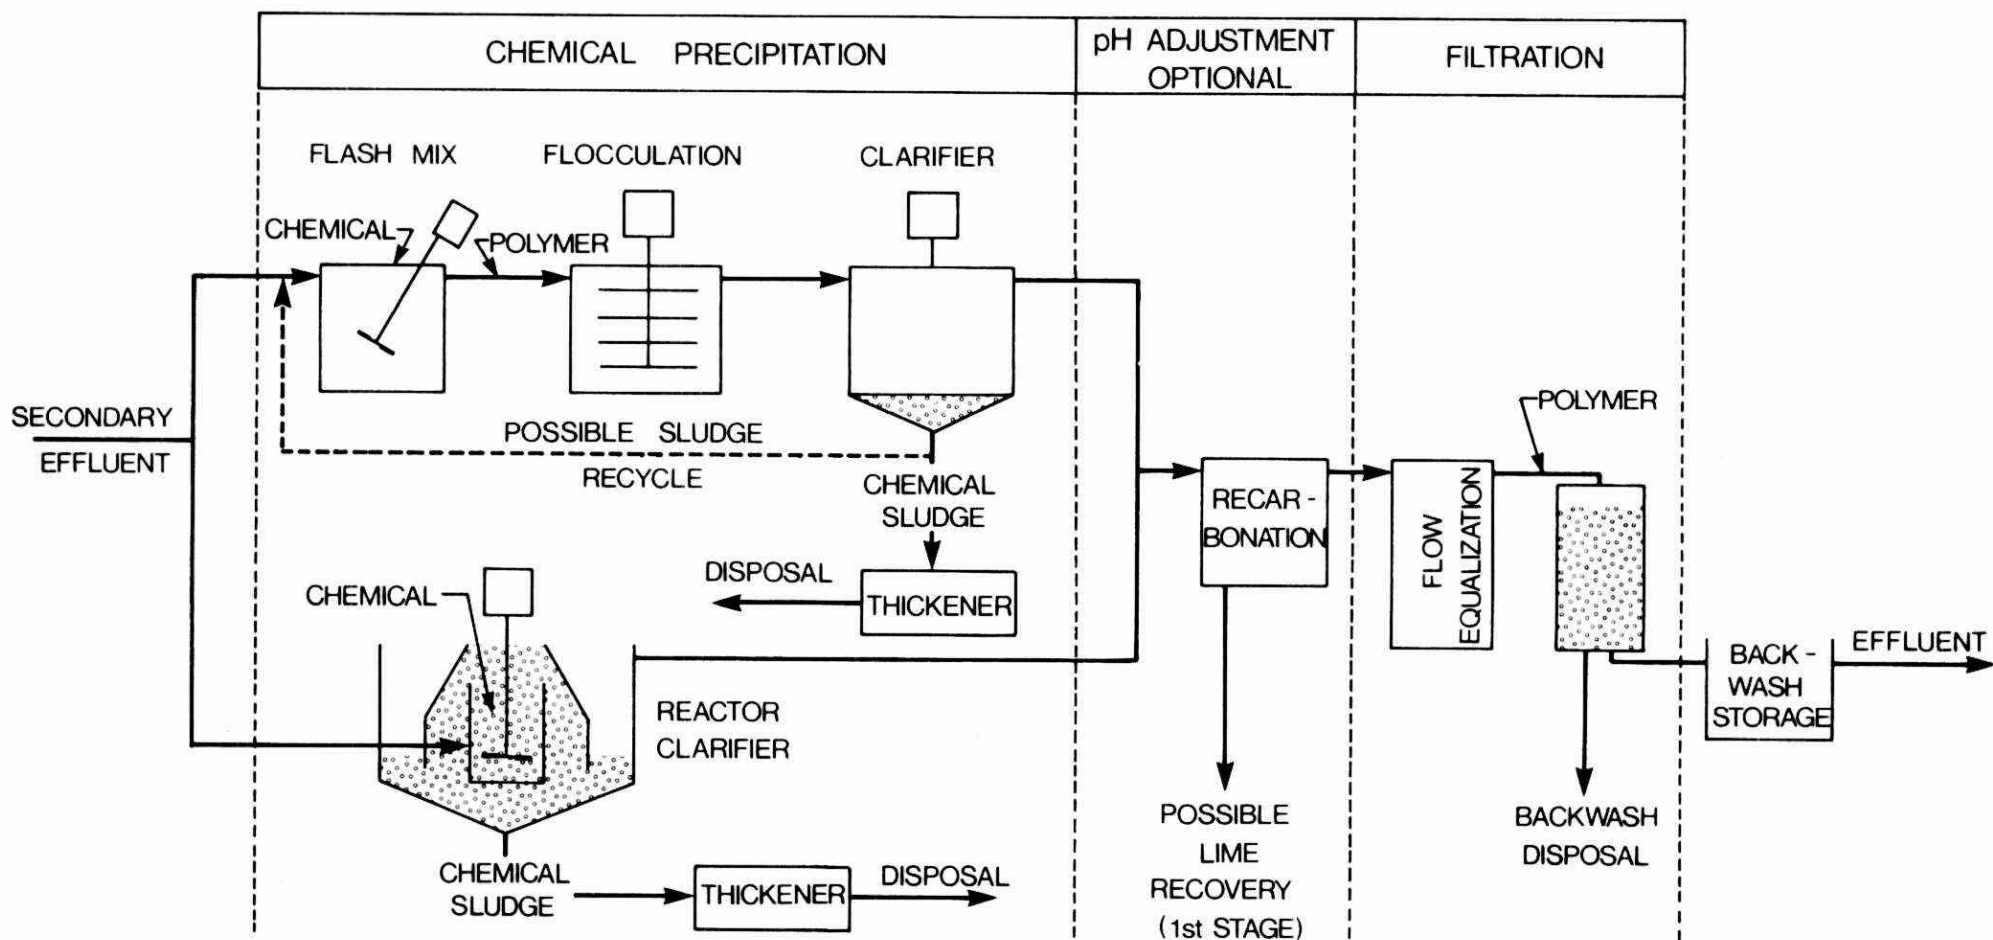 CHEMICAL PRECIPITATION
pH ADJUSTMENT
OPTIONAL
FILTRATION
FLASH MIX
FLOCCULATION
CLARIFIER
CHEMICAL
POLYMER
SECONDARY
EFFLUENT
POSSIBLE SLUDGE
RECYCLE
CHEMICAL
SLUDGE
DISPOSAL
THICKENER
CHEMICAL
REACTOR
CLARIFIER
CHEMICAL
SLUDGE
THICKENER
DISPOSAL
RECAR-
BONATION
POSSIBLE
LIME
RECOVERY
(1st STAGE)
FLOW
EQUALIZATION
POLYMER
BACKWASH
DISPOSAL
BACK-
WASH
STORAGE
EFFLUENT